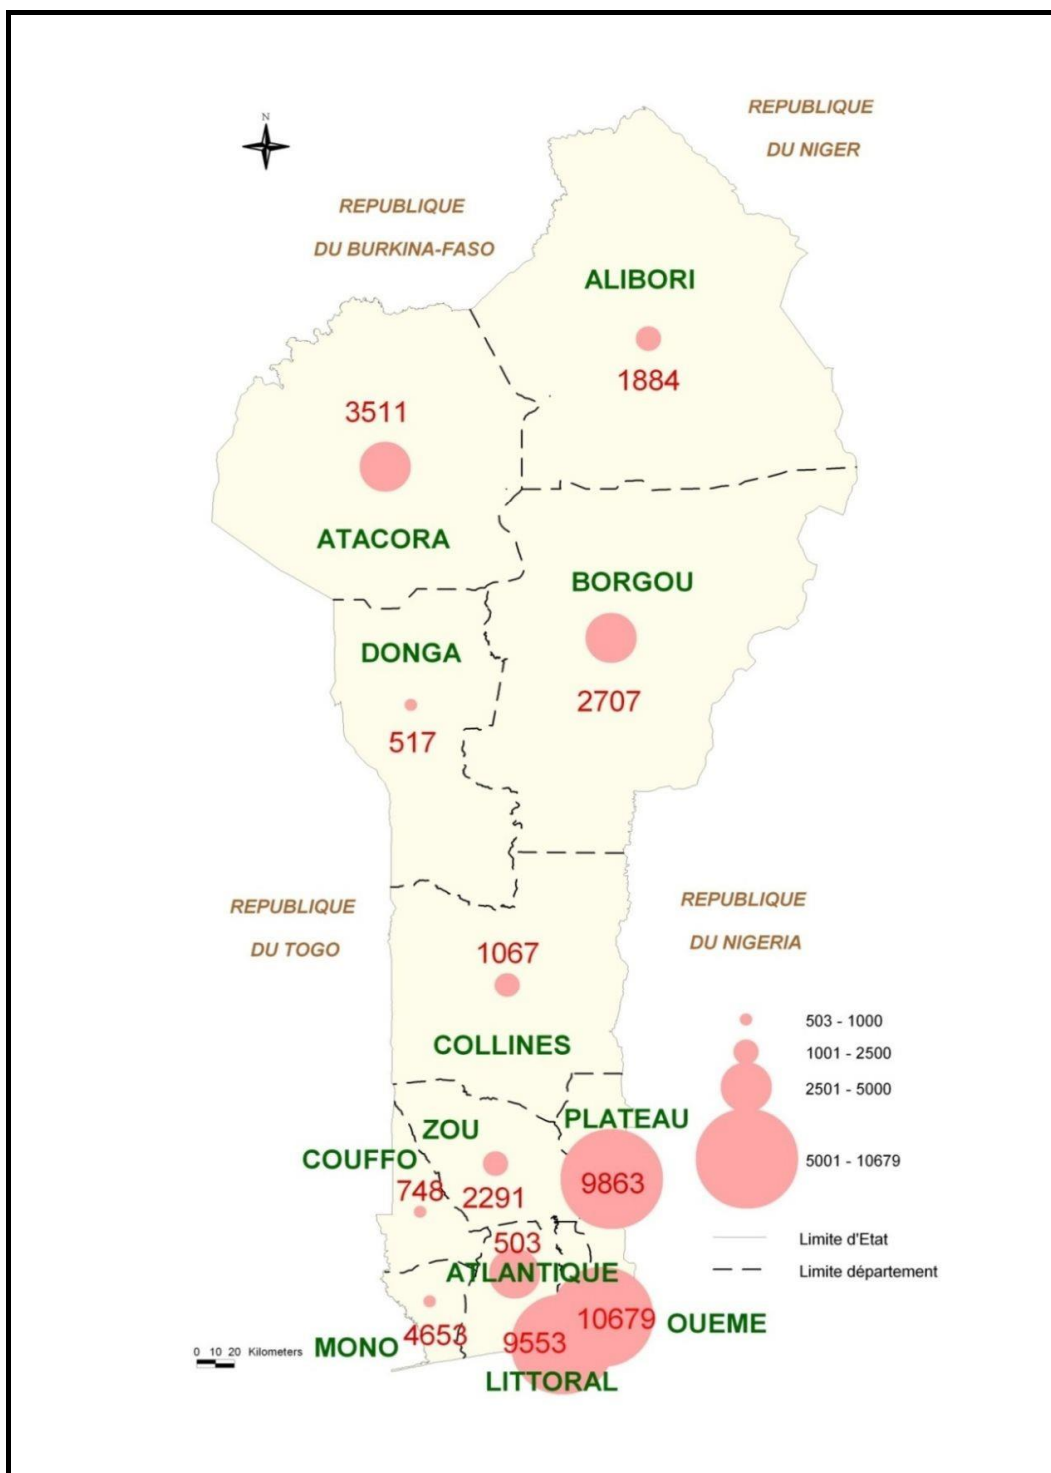 N
REPUBLIQUE
DU NIGER
REPUBLIQUE
DU BURKINA-FASO
ALIBORI
1884
3511
ATACORA
BORGOU
2707
DONGA
517
REPUBLIQUE
DU TOGO
REPUBLIQUE
DU NIGERIA
1067
COLLINES
503 - 1000
1001 - 2500
2501 - 5000
5001 - 10679
PLATEAU
9863
ZOU
2291
COUFFO
748
503
ATLANTIQUE
Limite d'Etat
Limite département
10679
OUEME
9553
LITTORAL
4653
MONO
0 10 20 Kilometers